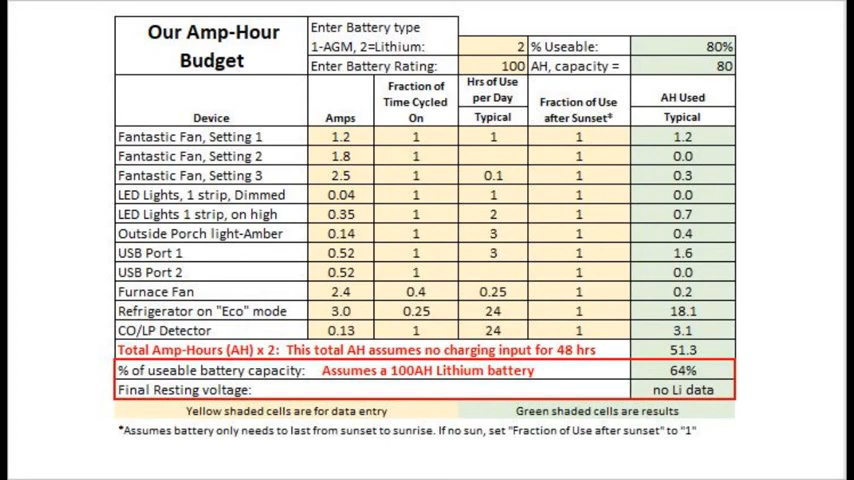 Our Amp-Hour Budget
Enter Battery type
1-AGM, 2=Lithium: 2 % Useable: 80%
Enter Battery Rating: 100 AH, capacity = 80
Device Amps Fraction of Time Cycled On Hrs of Use per Day Typical Fraction of Use after Sunset* AH Used Typical
Fantastic Fan, Setting 1 1.2 1 1 1 1.2
Fantastic Fan, Setting 2 1.8 1 1 0.0
Fantastic Fan, Setting 3 2.5 1 0.1 1 0.3
LED Lights, 1 strip, Dimmed 0.04 1 1 1 0.0
LED Lights 1 strip, on high 0.35 1 2 1 0.7
Outside Porch light-Amber 0.14 1 3 1 0.4
USB Port 1 0.52 1 3 1 1.6
USB Port 2 0.52 1 1 0.0
Furnace Fan 2.4 0.4 0.25 1 0.2
Refrigerator on "Eco" mode 3.0 0.25 24 1 18.1
CO/LP Detector 0.13 1 24 1 3.1
Total Amp-Hours (AH) x 2: This total AH assumes no charging input for 48 hrs 51.3
% of useable battery capacity: Assumes a 100AH Lithium battery 64%
Final Resting voltage: no Li data
Yellow shaded cells are for data entry Green shaded cells are results
*Assumes battery only needs to last from sunset to sunrise. If no sun, set "Fraction of Use after sunset" to "1"